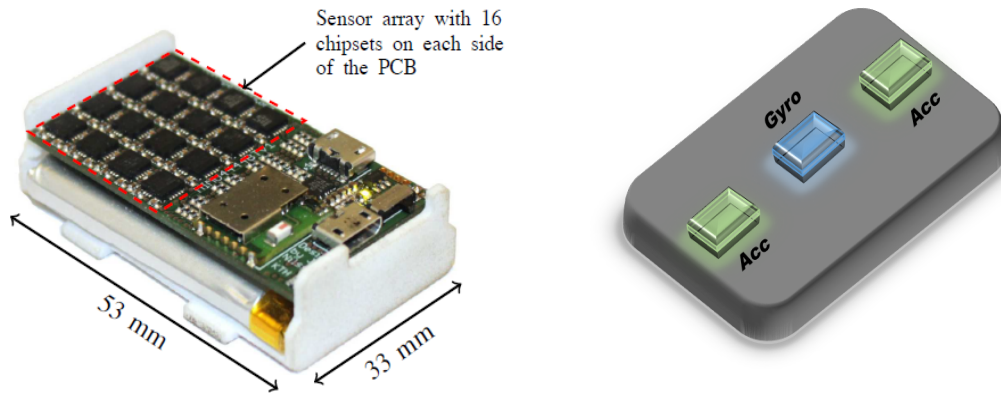 Sensor array with 16
chipsets on each side
of the PCB
53 mm
33 mm
Gyro
Acc
Acc